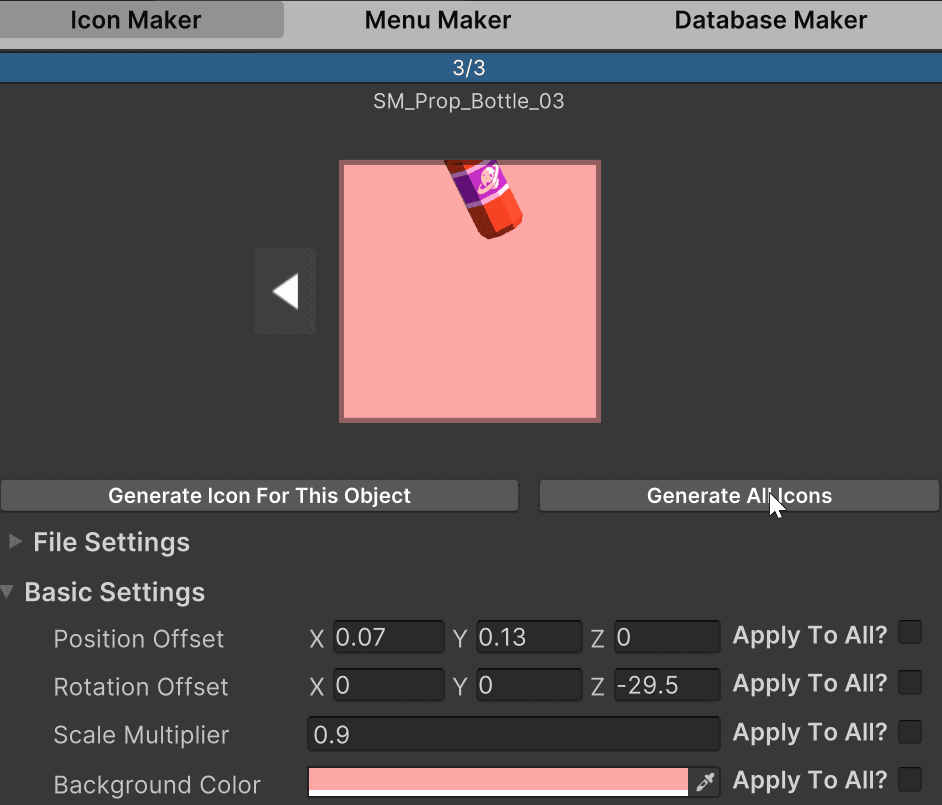 Icon Maker Menu Maker Database Maker
3/3
SM_Prop_Bottle_03
Generate Icon For This Object Generate All Icons
File Settings
Basic Settings
Position Offset X 0.07 Y 0.13 Z 0 Apply To All?
Rotation Offset X 0 Y 0 Z -29.5 Apply To All?
Scale Multiplier 0.9 Apply To All?
Background Color Apply To All?